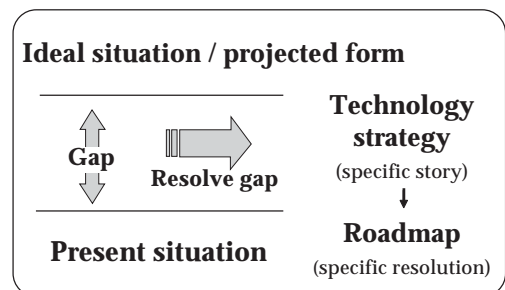 Ideal situation / projected form
Gap
Resolve gap
Present situation
Technology
strategy
(specific story)
Roadmap
(specific resolution)